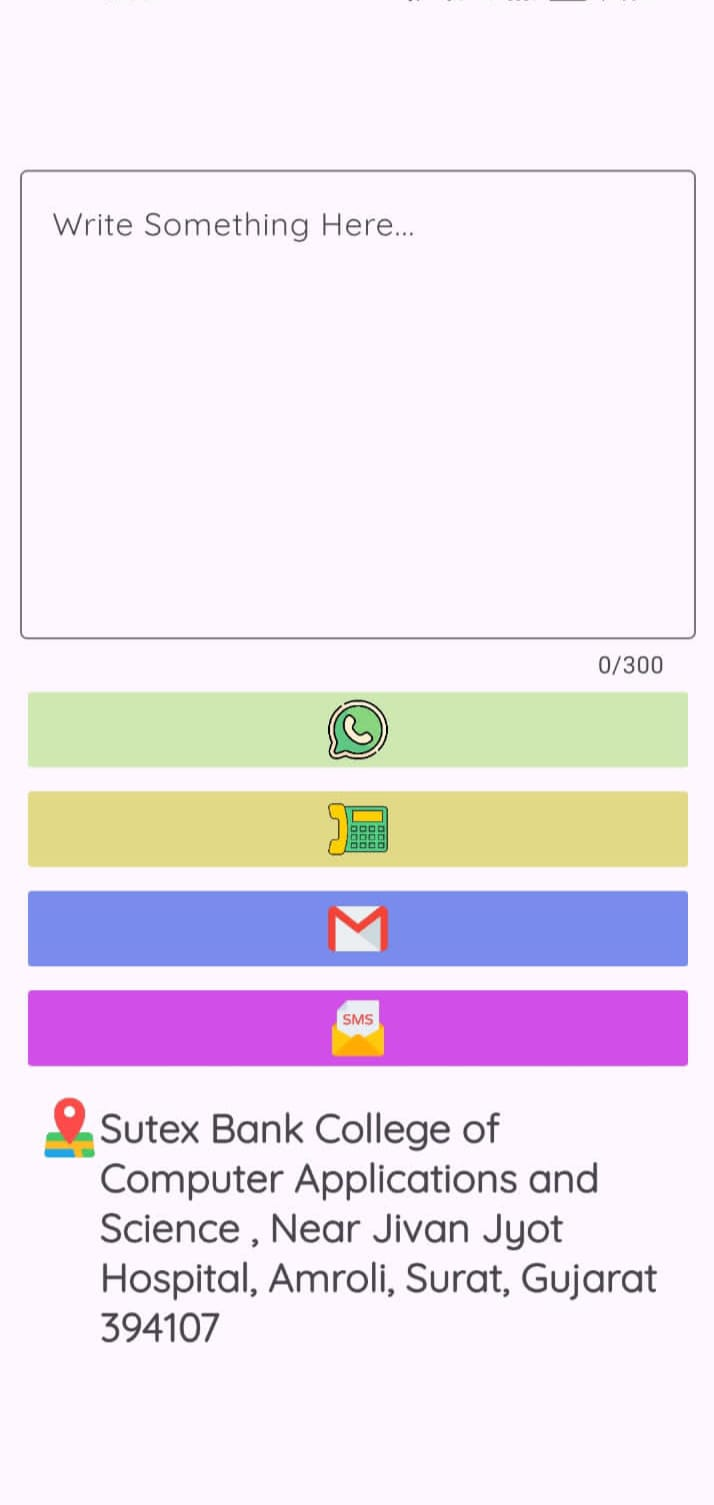 Write Something Here...
0/300
SMS
Sutex Bank College of
Computer Applications and
Science , Near Jivan Jyot
Hospital, Amroli, Surat, Gujarat
394107